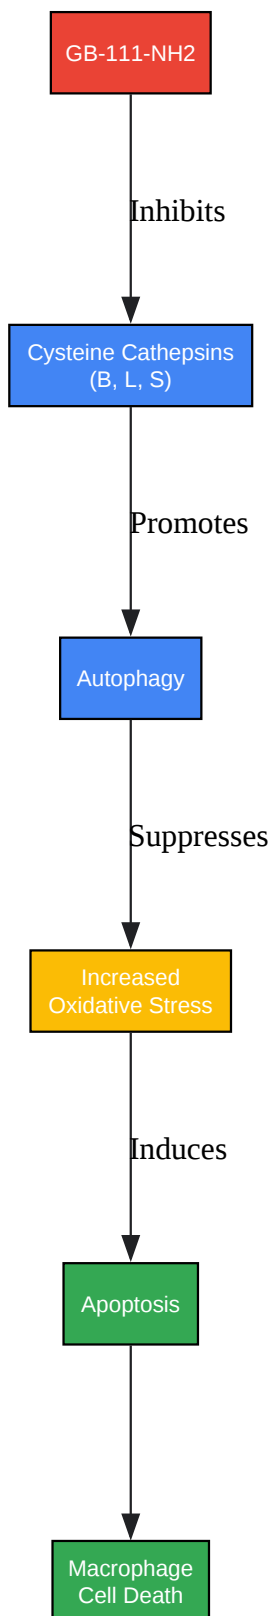 GB-111-NH2
Inhibits
Cysteine Cathepsins
(B, L, S)
Promotes
Autophagy
Suppresses
Increased
Oxidative Stress
Induces
Apoptosis
Macrophage
Cell Death